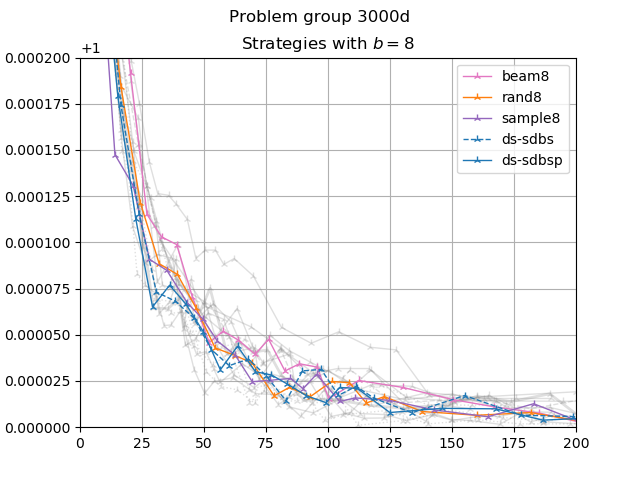 Problem group 3000d
Strategies with b = 8
+1
0.000200
0.000175
0.000150
0.000125
0.000100
0.000075
0.000050
0.000025
0.000000
beam8
rand8
sample8
ds-sdbs
ds-sdbsp
0 25 50 75 100 125 150 175 200